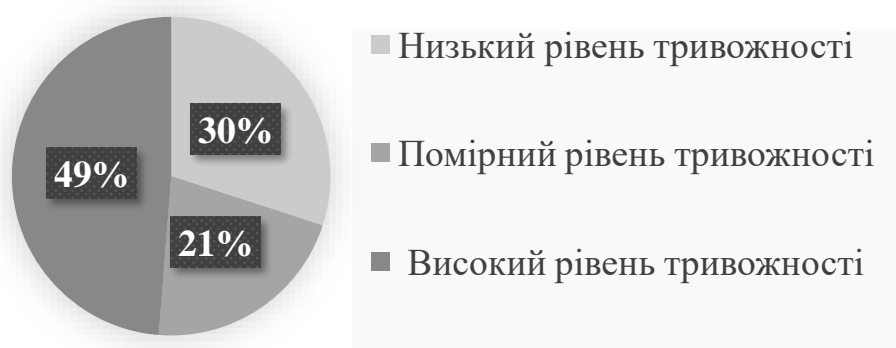 30%
49%
21%
Низький рівень тривожності
Помірний рівень тривожності
Високий рівень тривожності